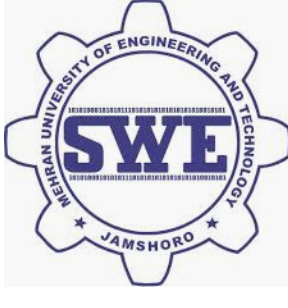 MEHRAN UNIVERSITY OF ENGINEERING AND TECHNOLOGY
SWE
JAMSHORO